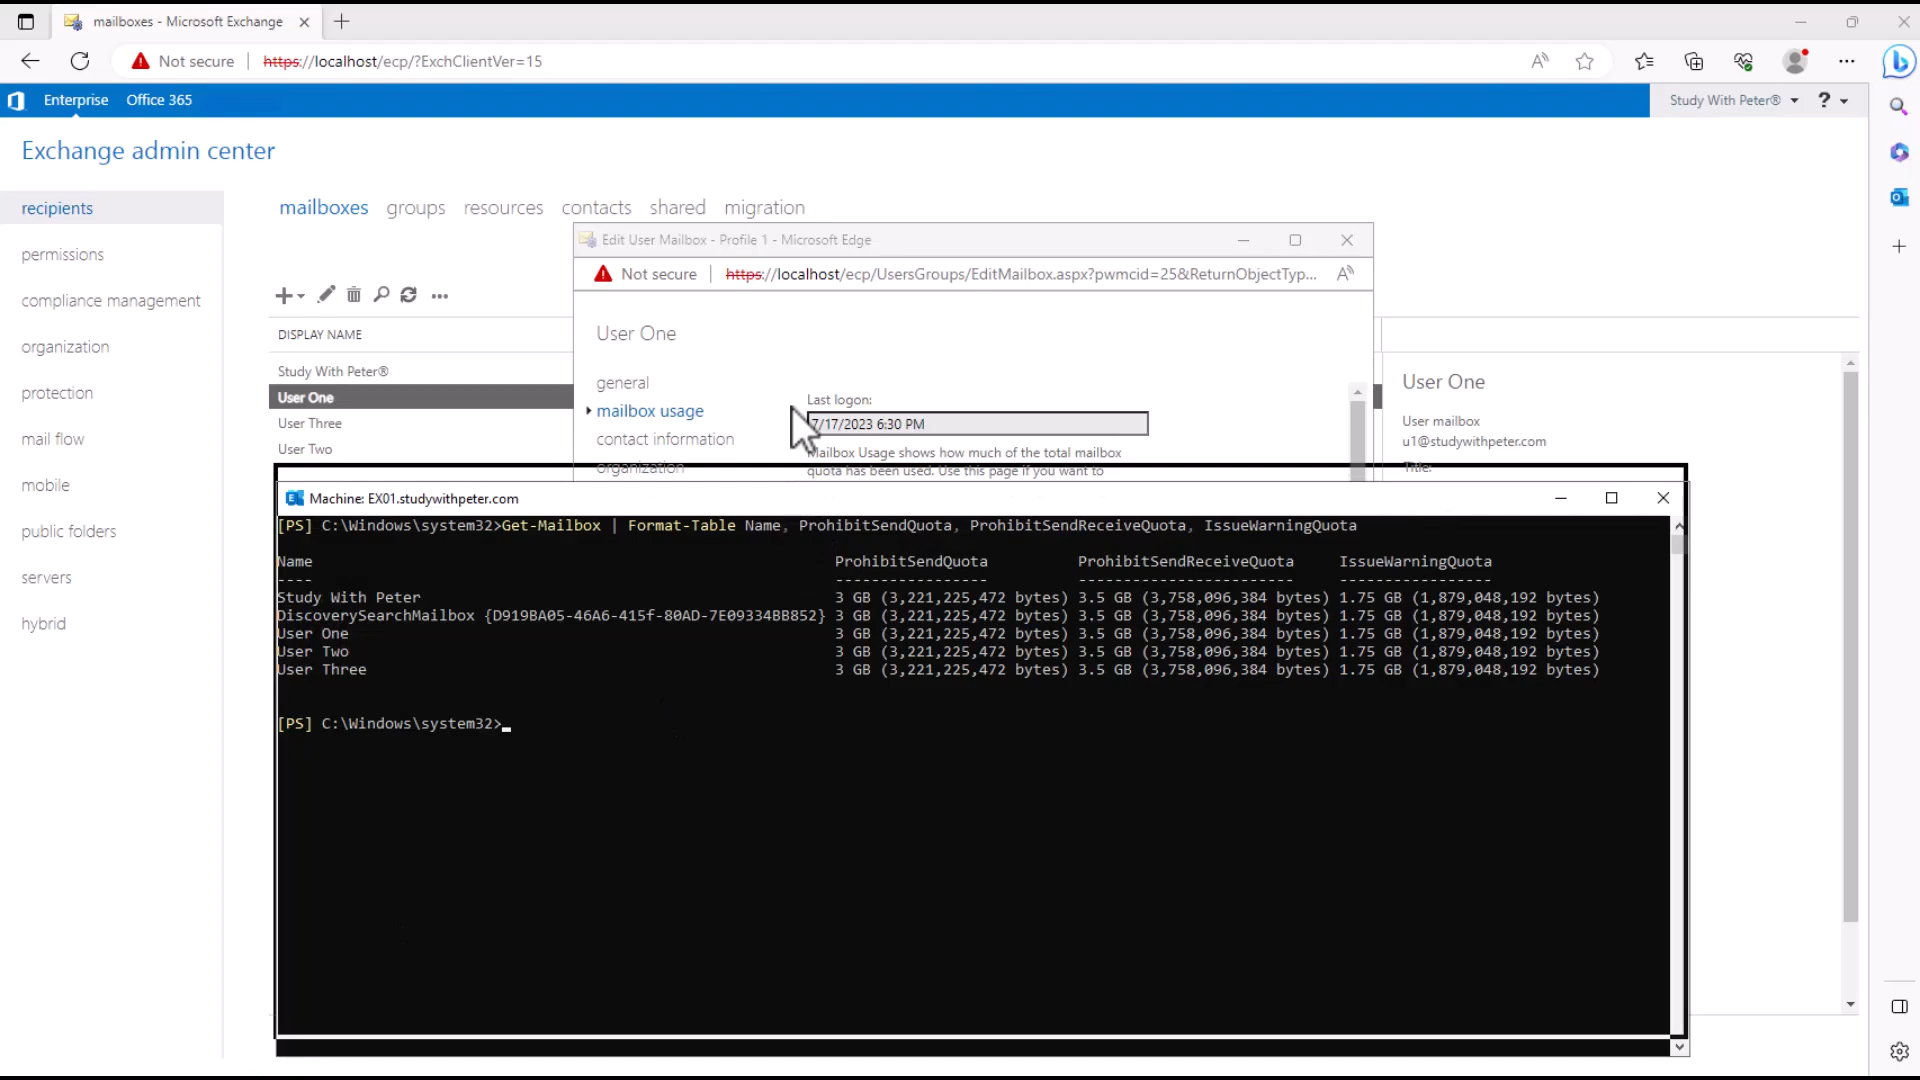 mailboxes - Microsoft Exchange
Not secure https://localhost/ecp/?ExchClientVer=15
Enterprise Office 365
Study With Peter® ?
Exchange admin center
recipients
permissions
compliance management
organization
protection
mail flow
mobile
public folders
servers
hybrid
mailboxes groups resources contacts shared migration
DISPLAY NAME
Study With Peter®
User One
User Three
User Two
Edit User Mailbox - Profile 1 - Microsoft Edge
Not secure https://localhost/ecp/UsersGroups/EditMailbox.aspx?pwmcid=25&ReturnObjectTyp...
User One
general
mailbox usage
contact information
organization
Last logon:
7/17/2023 6:30 PM
Mailbox Usage shows how much of the total mailbox
quota has been used. Use this page if you want to
User One
User mailbox
u1@studywithpeter.com
Title:
Machine: EX01.studywithpeter.com
[PS] C:\Windows\system32>Get-Mailbox | Format-Table Name, ProhibitSendQuota, ProhibitSendReceiveQuota, IssueWarningQuota
Name ProhibitSendQuota ProhibitSendReceiveQuota IssueWarningQuota
---- ----------------- ------------------------ -----------------
Study With Peter 3 GB (3,221,225,472 bytes) 3.5 GB (3,758,096,384 bytes) 1.75 GB (1,879,048,192 bytes)
DiscoverySearchMailbox {D919BA05-46A6-415f-80AD-7E09334BB852} 3 GB (3,221,225,472 bytes) 3.5 GB (3,758,096,384 bytes) 1.75 GB (1,879,048,192 bytes)
User One 3 GB (3,221,225,472 bytes) 3.5 GB (3,758,096,384 bytes) 1.75 GB (1,879,048,192 bytes)
User Two 3 GB (3,221,225,472 bytes) 3.5 GB (3,758,096,384 bytes) 1.75 GB (1,879,048,192 bytes)
User Three 3 GB (3,221,225,472 bytes) 3.5 GB (3,758,096,384 bytes) 1.75 GB (1,879,048,192 bytes)
[PS] C:\Windows\system32>